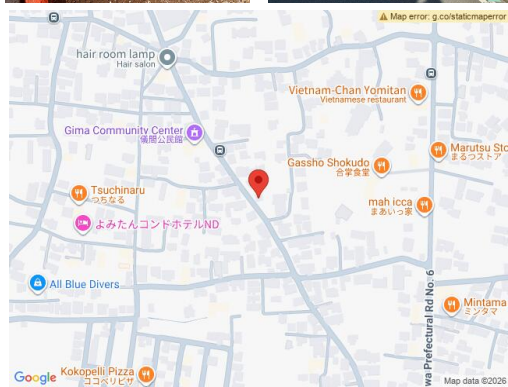 Map error: g.co/staticmaperror
hair room lamp
Hair salon
Vietnam-Chan Yomitan
Vietnamese restaurant
Gima Community Center
儀間公民館
Marutsu Sto
まるつストア
Gassho Shokudo
合掌食堂
Tsuchinaru
つちなる
mah icca
まあいっ家
よみたんコンドホテルND
All Blue Divers
Mintama
ミンタマ
wa Prefectural Rd No. 6
Kokopelli Pizza
ココペリピザ
Google
Map data ©2026